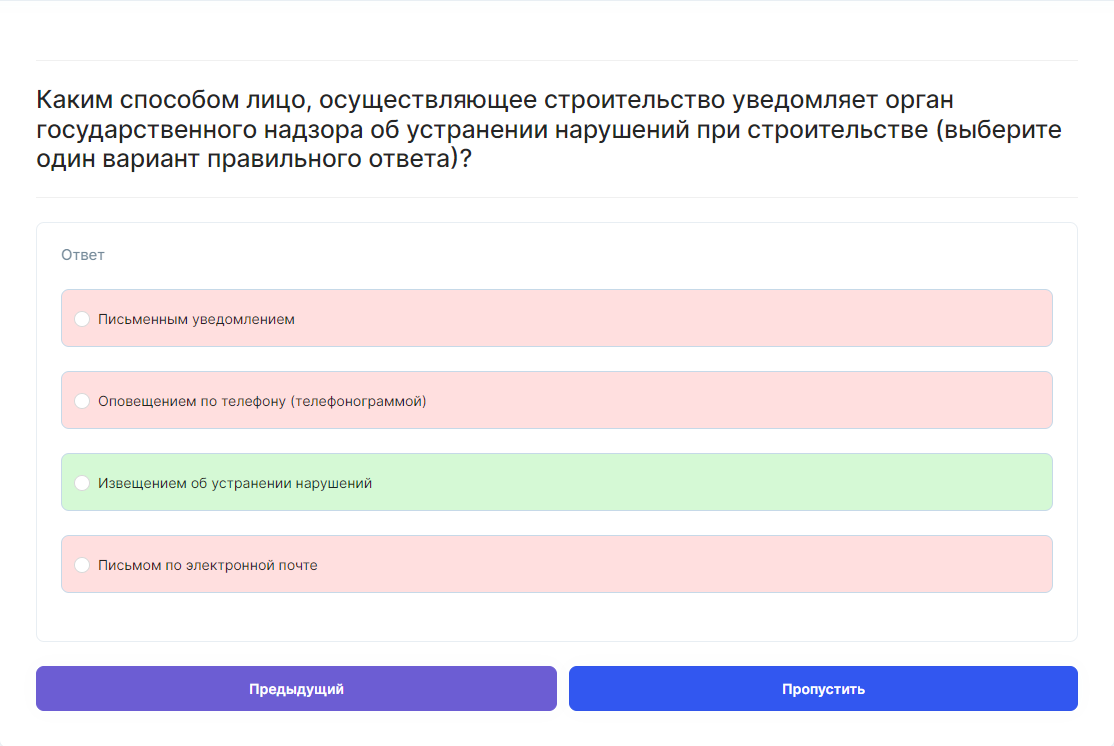 Каким способом лицо, осуществляющее строительство уведомляет орган
государственного надзора об устранении нарушений при строительстве (выберите
один вариант правильного ответа)?
Ответ
Письменным уведомлением
Оповещением по телефону (телефонограммой)
Извещением об устранении нарушений
Письмом по электронной почте
Предыдущий
Пропустить